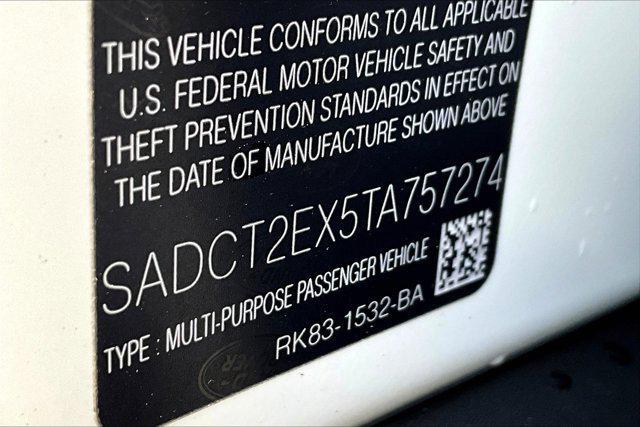 THIS VEHICLE CONFORMS TO ALL APPLICABLE
U.S. FEDERAL MOTOR VEHICLE SAFETY AND
THEFT PREVENTION STANDARDS IN EFFECT ON
THE DATE OF MANUFACTURE SHOWN ABOVE
SADCT2EX5TA757274
TYPE : MULTI-PURPOSE PASSENGER VEHICLE
RK83-1532-BA